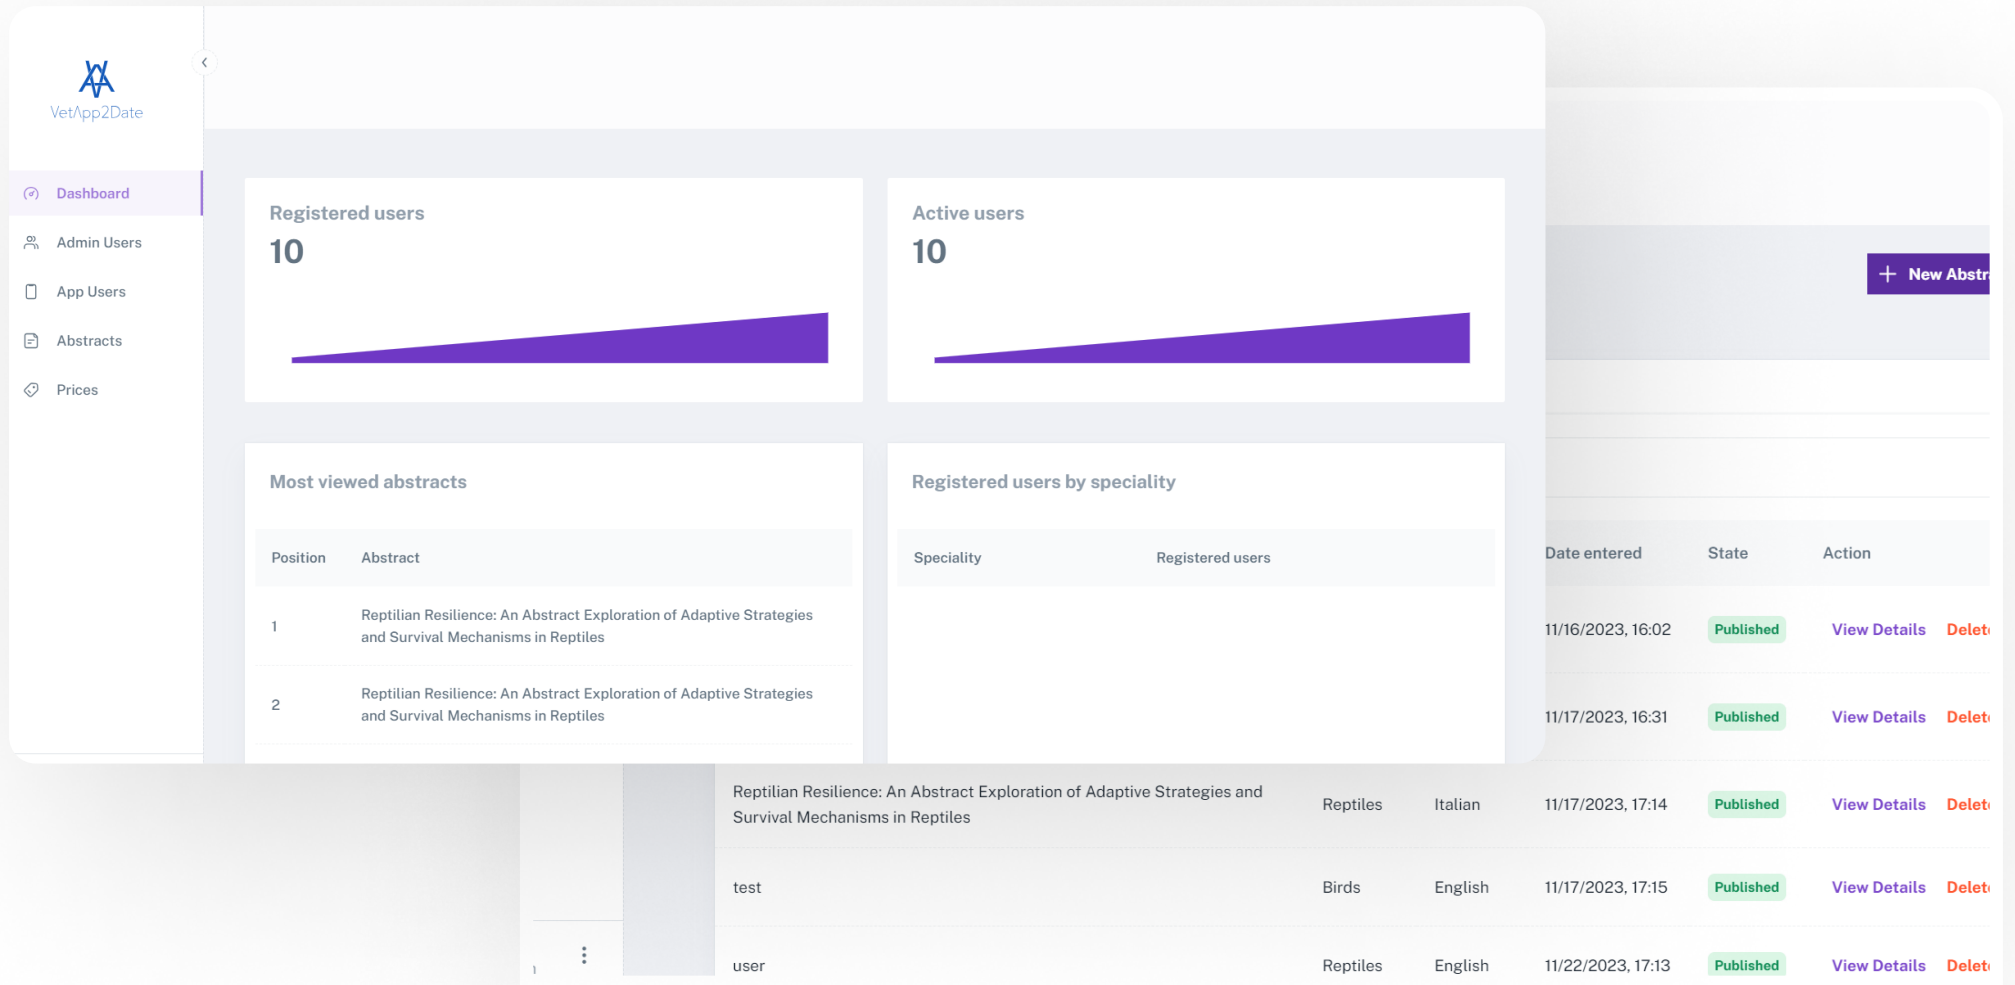 VetApp2Date
Dashboard
Admin Users
App Users
Abstracts
Prices
Registered users
10
Active users
10
Most viewed abstracts
Position Abstract
1 Reptilian Resilience: An Abstract Exploration of Adaptive Strategies
and Survival Mechanisms in Reptiles
2 Reptilian Resilience: An Abstract Exploration of Adaptive Strategies
and Survival Mechanisms in Reptiles
Registered users by speciality
Speciality Registered users
New Abstra
Date entered State Action
11/16/2023, 16:02 Published View Details Delete
11/17/2023, 16:31 Published View Details Delete
Reptilian Resilience: An Abstract Exploration of Adaptive Strategies and
Survival Mechanisms in Reptiles
Reptiles Italian 11/17/2023, 17:14 Published View Details Delete
test Birds English 11/17/2023, 17:15 Published View Details Delete
user Reptiles English 11/22/2023, 17:13 Published View Details Delete